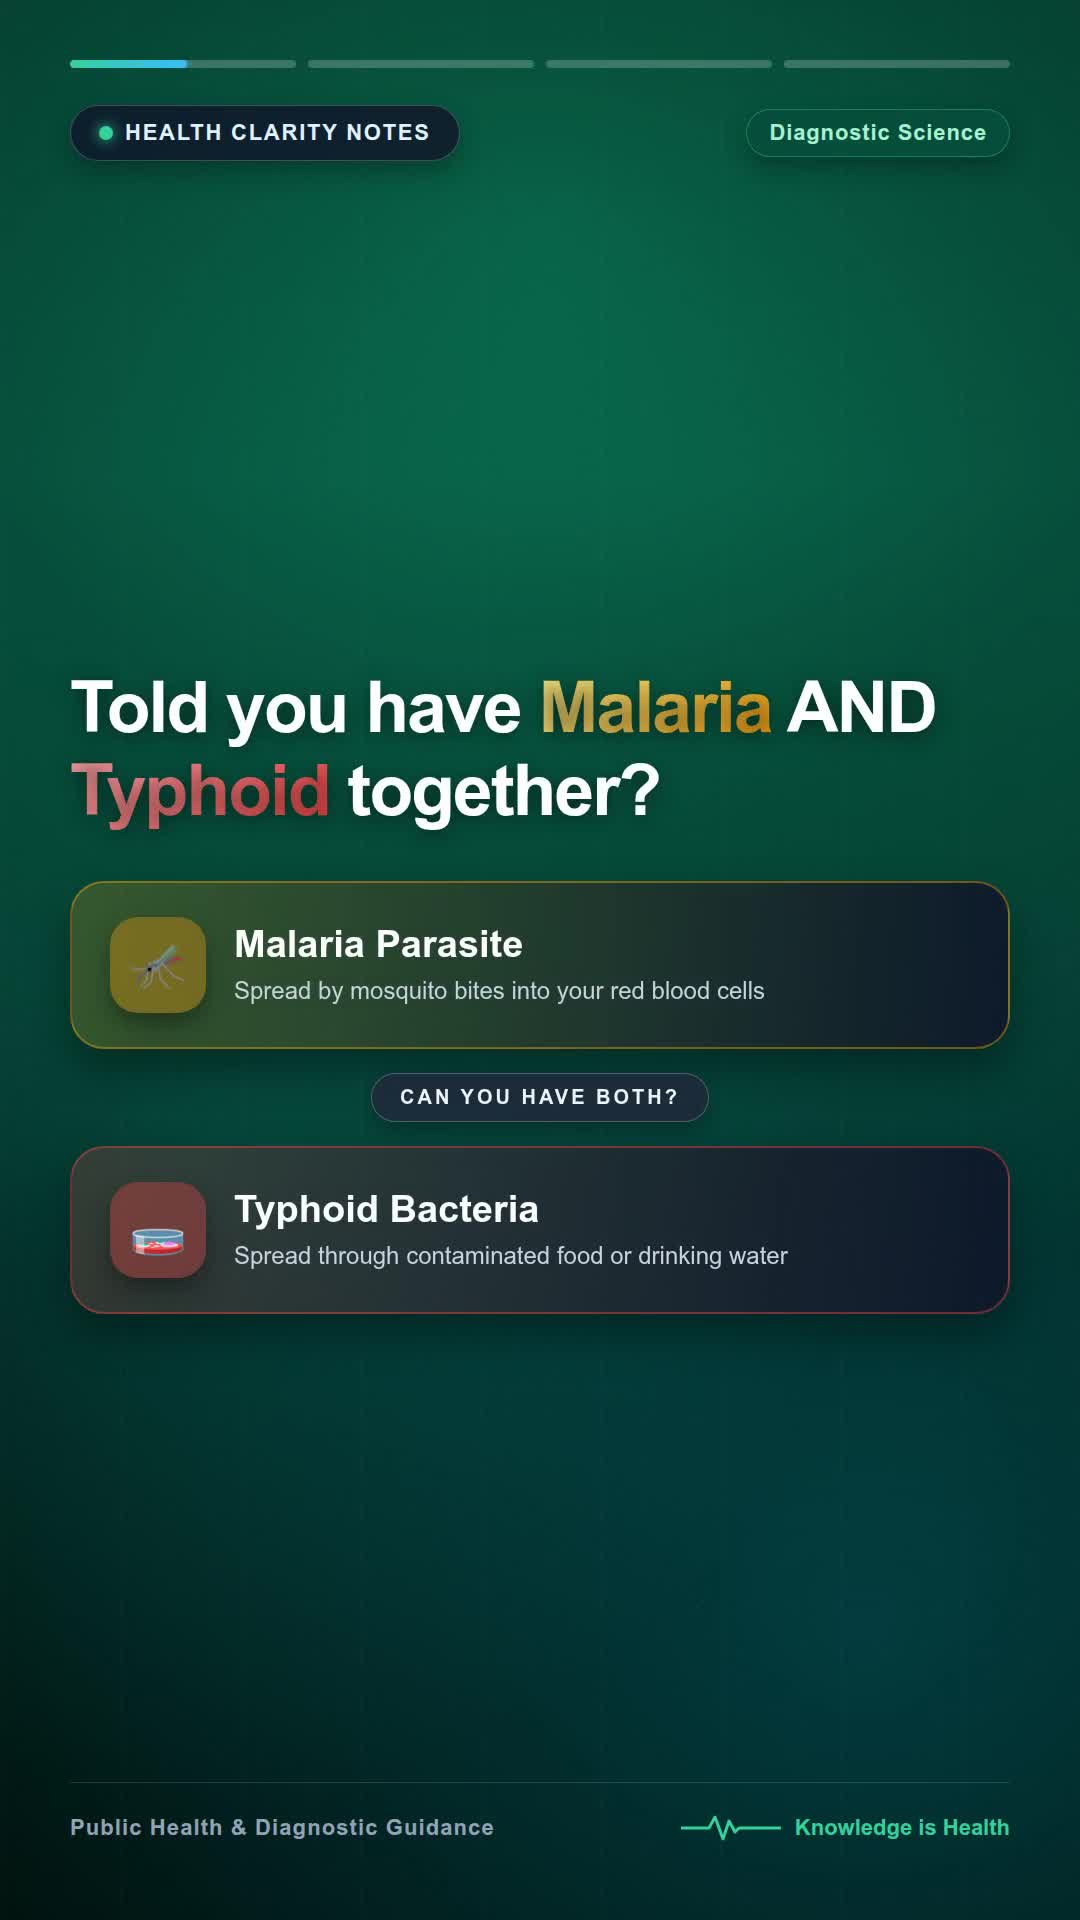 HEALTH CLARITY NOTES
Diagnostic Science
Told you have Malaria AND
Typhoid together?
Malaria Parasite
Spread by mosquito bites into your red blood cells
CAN YOU HAVE BOTH?
Typhoid Bacteria
Spread through contaminated food or drinking water
Public Health & Diagnostic Guidance
Knowledge is Health